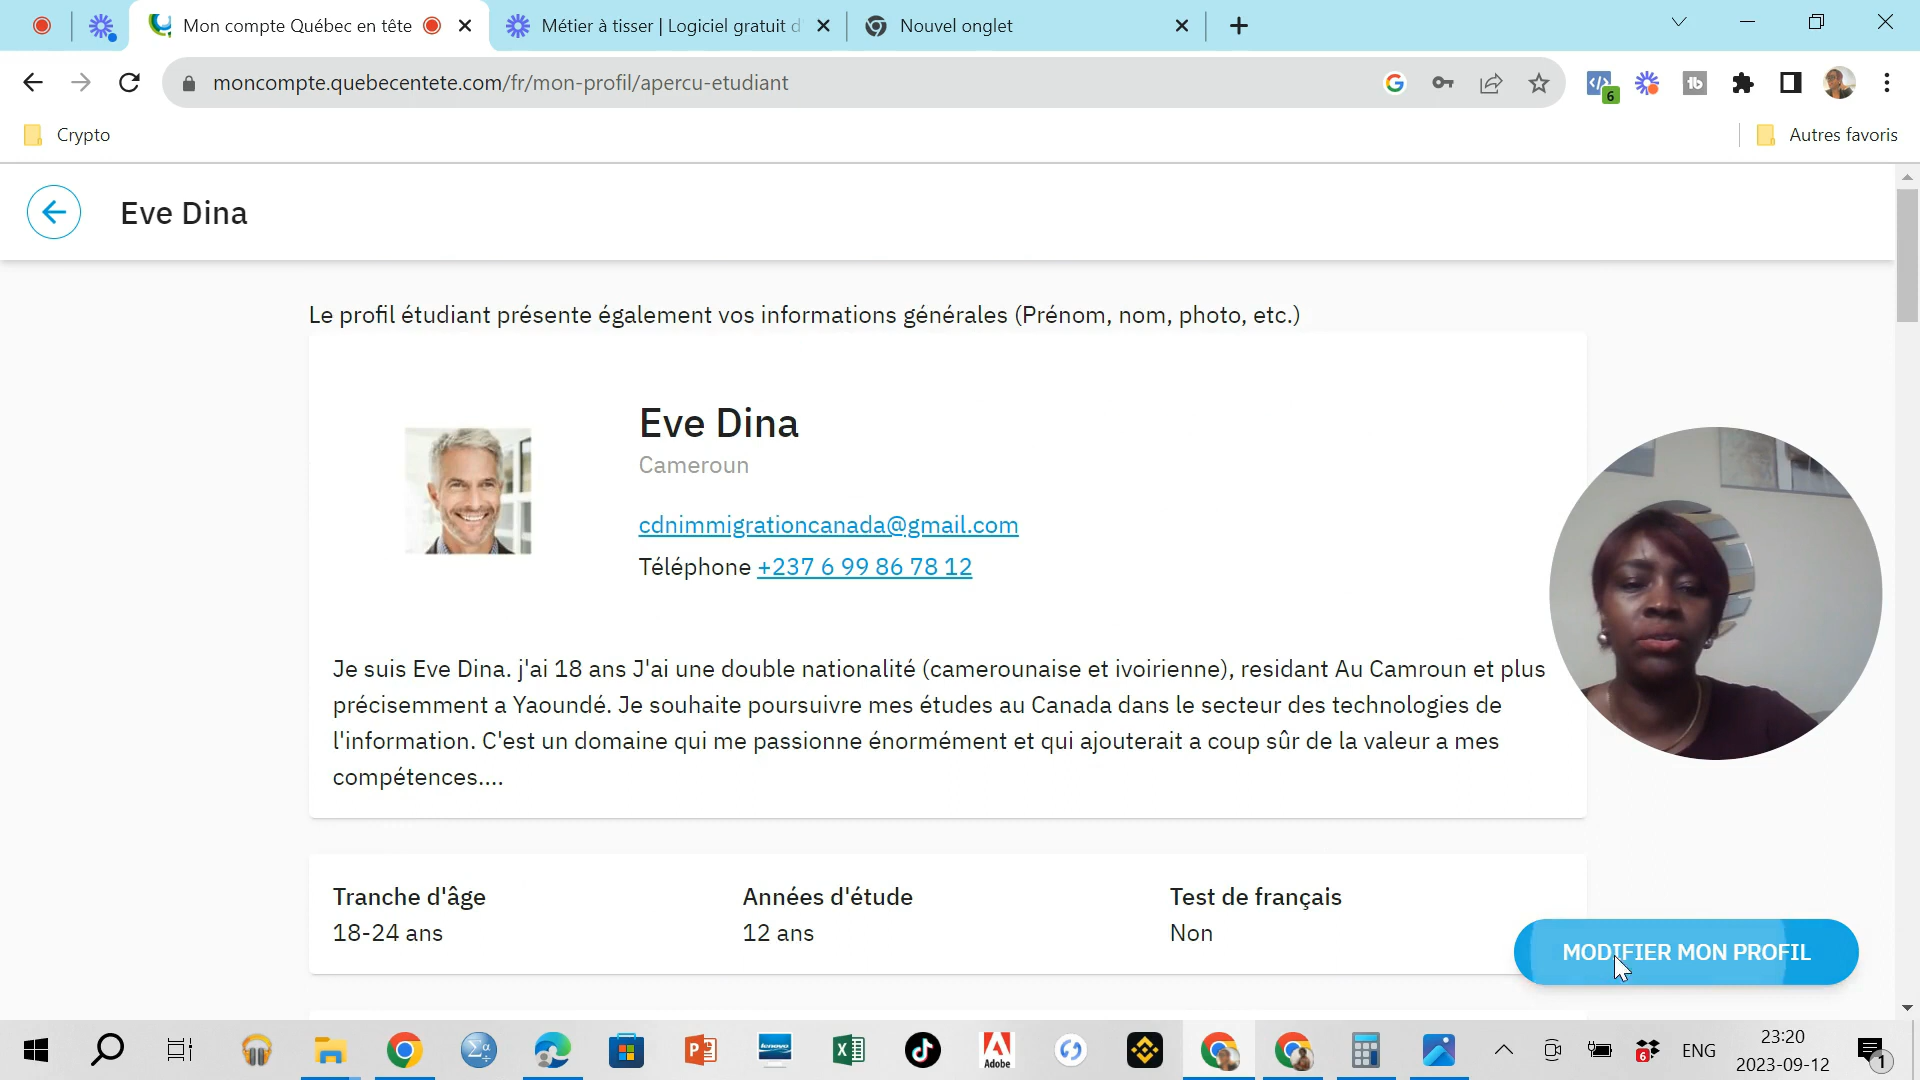 Mon compte Québec en tête
Métier à tisser | Logiciel gratuit d
Nouvel onglet
moncompte.quebecentete.com/fr/mon-profil/apercu-etudiant
6
Crypto
Autres favoris
Eve Dina
Le profil étudiant présente également vos informations générales (Prénom, nom, photo, etc.)
Eve Dina
Cameroun
cdnimmigrationcanada@gmail.com
Téléphone +237 6 99 86 78 12
Je suis Eve Dina. j'ai 18 ans J'ai une double nationalité (camerounaise et ivoirienne), residant Au Camroun et plus
précisemment a Yaoundé. Je souhaite poursuivre mes études au Canada dans le secteur des technologies de
l'information. C'est un domaine qui me passionne énormément et qui ajouterait a coup sûr de la valeur a mes
compétences....
Tranche d'âge
18-24 ans
Années d'étude
12 ans
Test de français
Non
MODIFIER MON PROFIL
lenovo
Adobe
6
ENG
23:20
2023-09-12
1